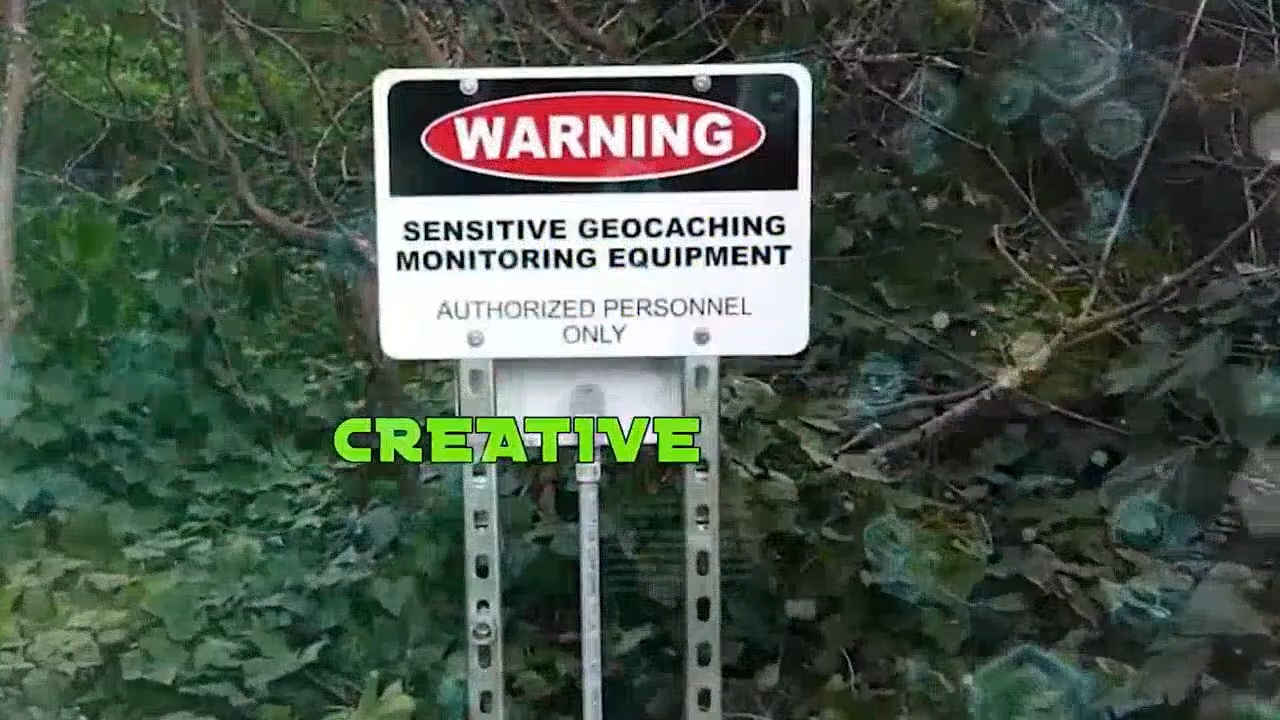 WARNING
SENSITIVE GEOCACHING
MONITORING EQUIPMENT
AUTHORIZED PERSONNEL
ONLY
CREATIVE